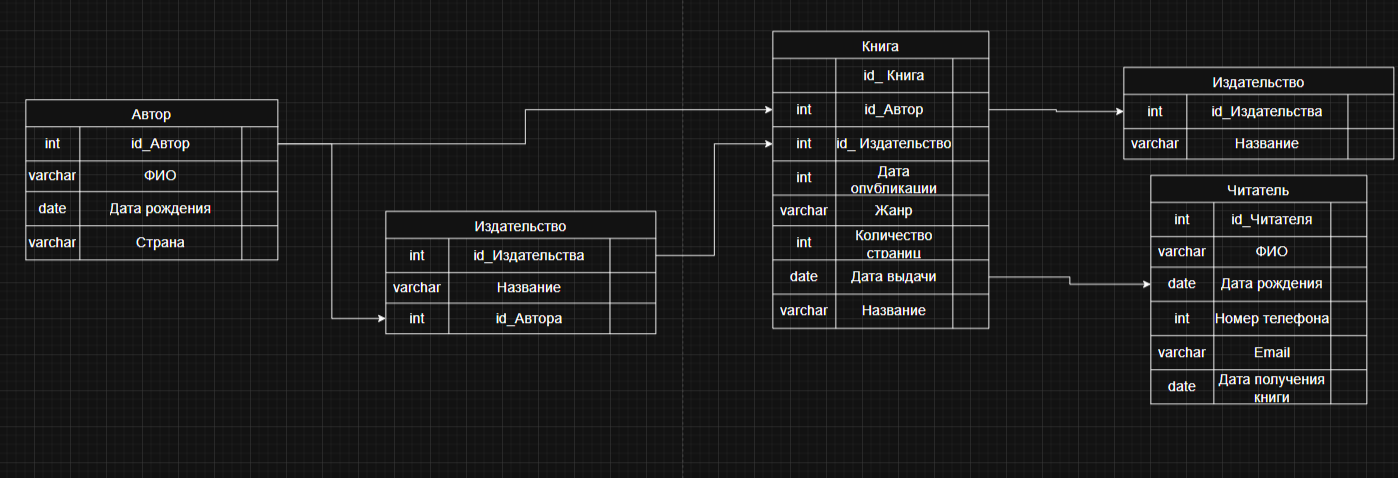 Автор
int id_Автор
varchar ФИО
date Дата рождения
varchar Страна
Издательство
int id_Издательства
varchar Название
int id_Автора
Книга
id_ Книга
int id_Автор
int id_ Издательство
int Дата
опубликации
varchar Жанр
int Количество
страниц
date Дата выдачи
varchar Название
Издательство
int id_Издательства
varchar Название
Читатель
int id_Читателя
varchar ФИО
date Дата рождения
int Номер телефона
varchar Email
date Дата получения
книги